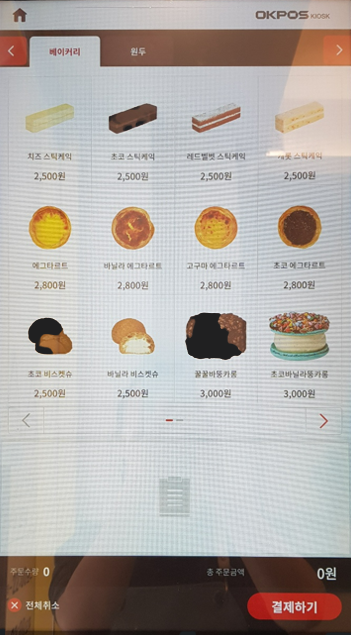 OKPOS KIOSK
베이커리 원두
치즈 스틱케익 초코 스틱케익 레드벨벳 스틱케익 스틱케익
2,500원 2,500원 2,500원 2,500원
에그타르트 바닐라 에그타르트 고구마 에그타르트 초코 에그타르트
2,800원 2,800원 2,800원 2,800원
초코 비스켓슈 바닐라 비스켓슈 꿀꿀바뚱카롱 초코바닐라뚱카롱
2,500원 2,500원 3,000원 3,000원
주문수량 0 총 주문금액 0원
전체취소 결제하기